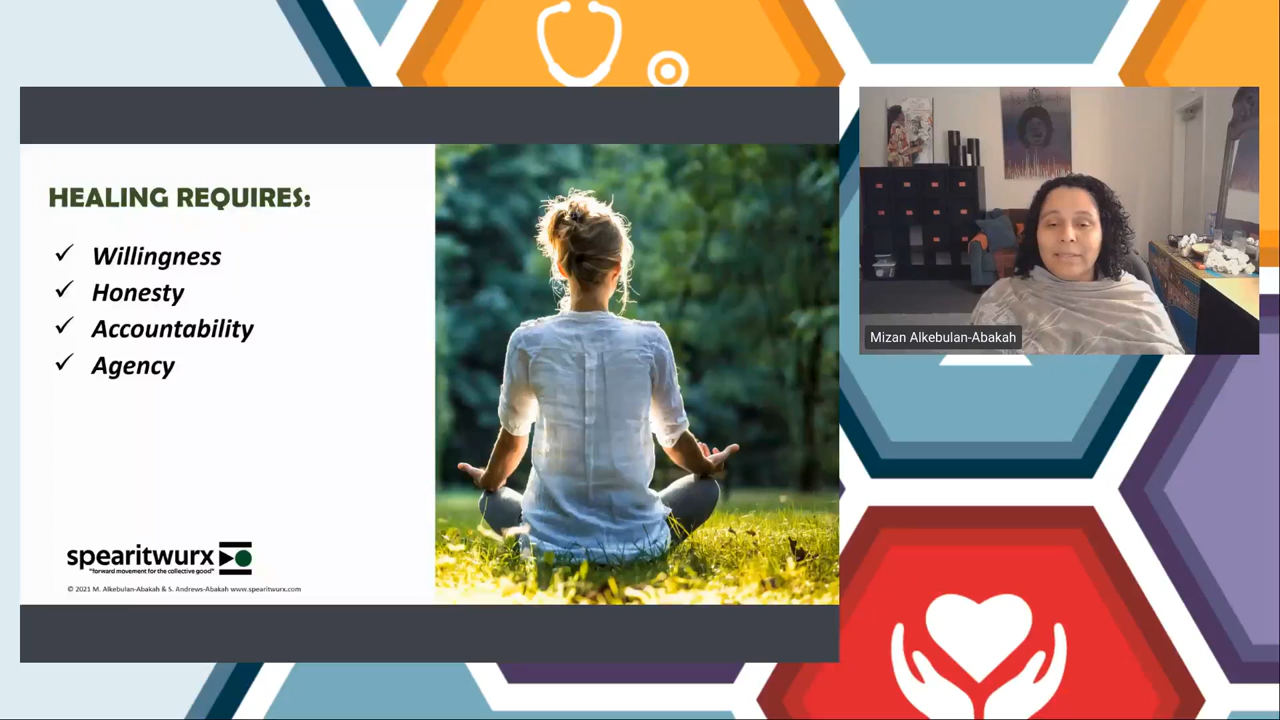 HEALING REQUIRES:
✓ Willingness
✓ Honesty
✓ Accountability
✓ Agency
spearitwurx
"forward movement for the collective good"
© 2021 M. Alkebulan-Abakah & S. Andrews-Abakah www.spearitwurx.com
Mizan Alkebulan-Abakah